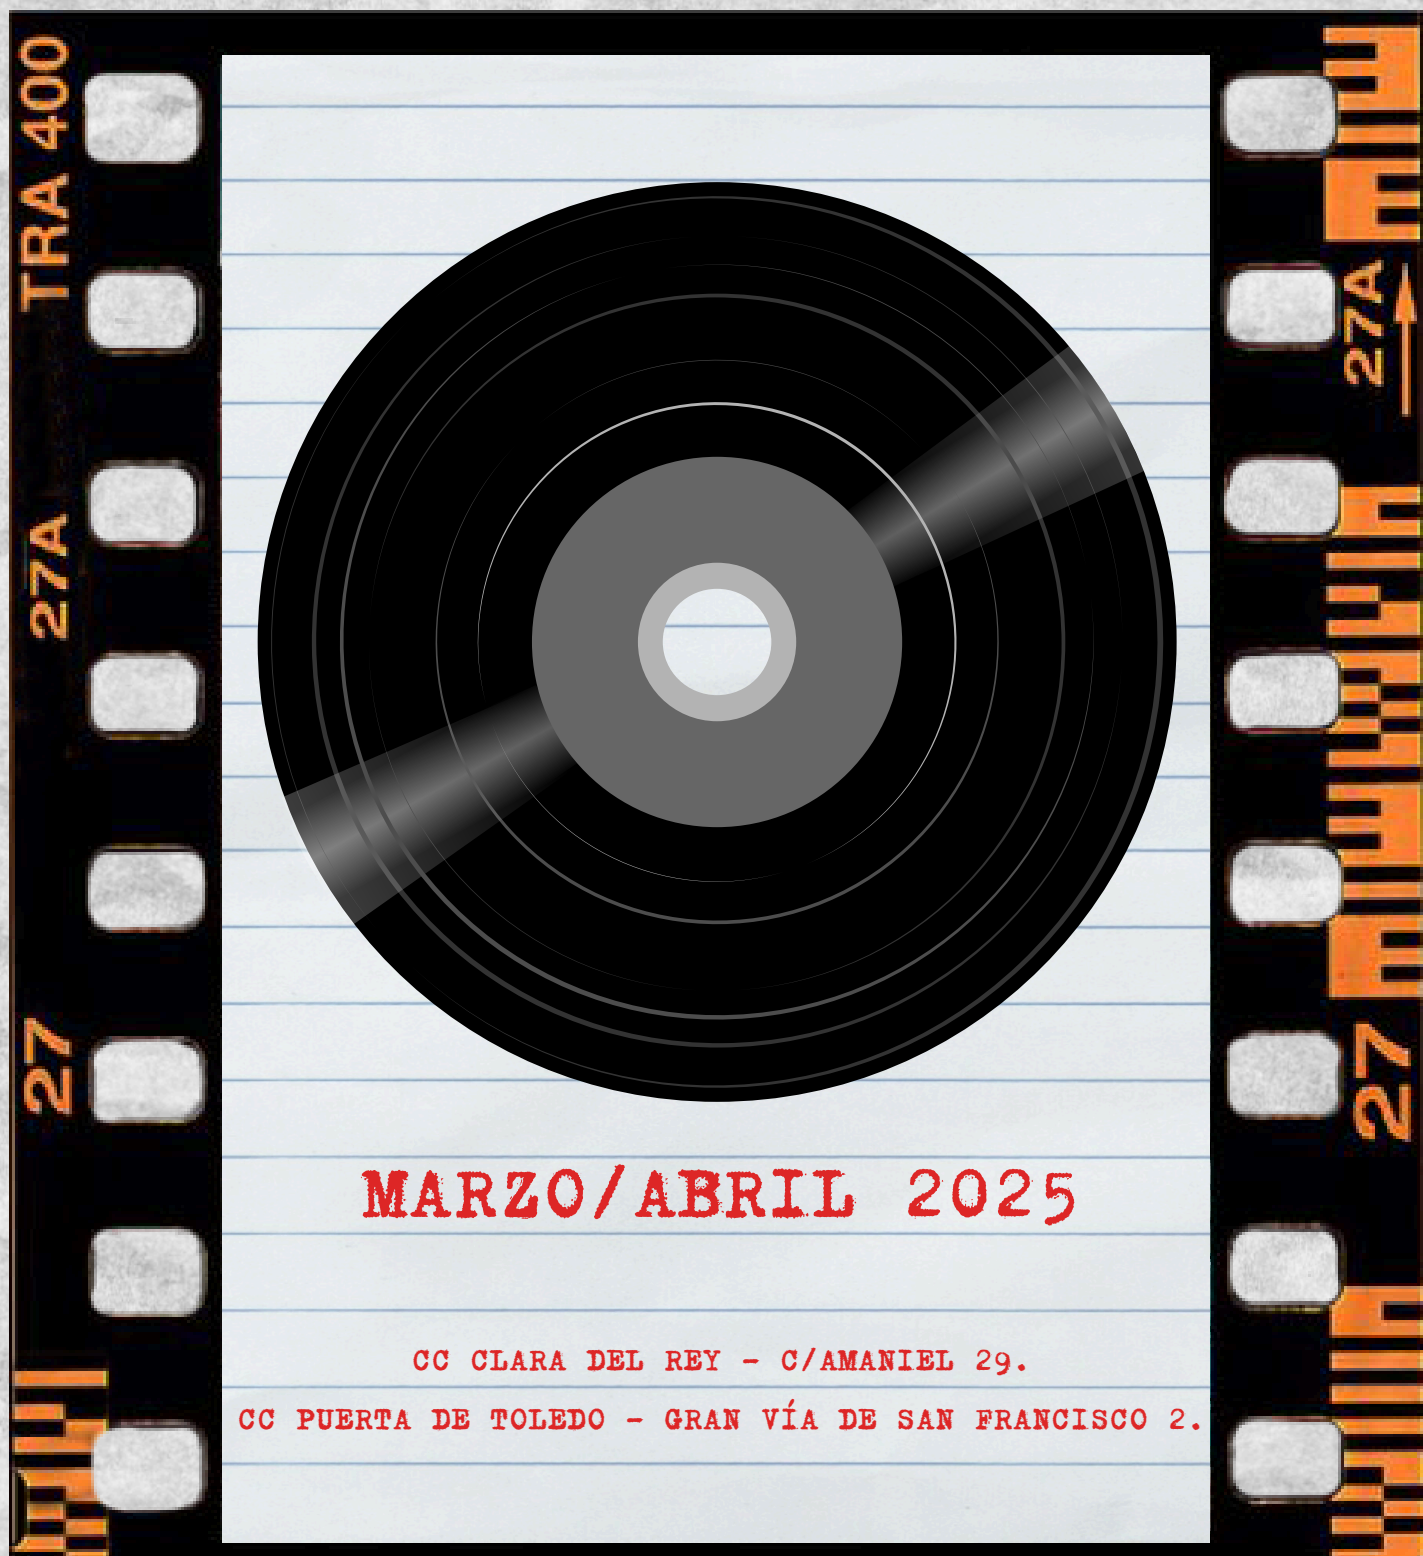 TRA 400
27A
27
27A
27
MARZO/ABRIL 2025
CC CLARA DEL REY - C/AMANIEL 29.
CC PUERTA DE TOLEDO - GRAN VÍA DE SAN FRANCISCO 2.